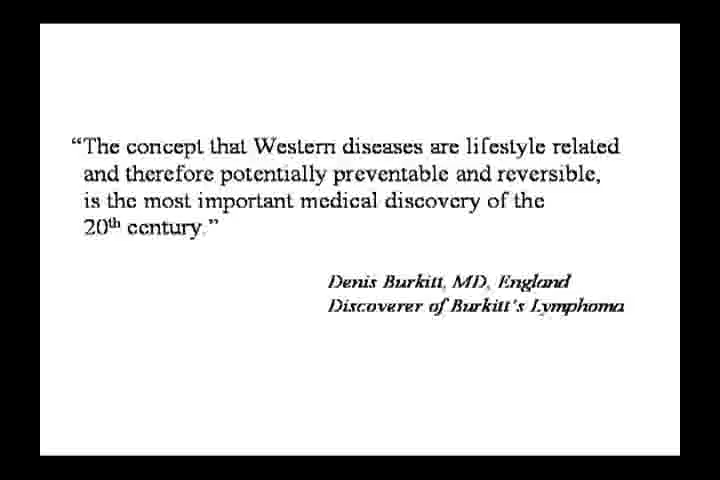 “The concept that Western diseases are lifestyle related
and therefore potentially preventable and reversible,
is the most important medical discovery of the
20th century.”
Denis Burkitt, MD, England
Discoverer of Burkitt’s Lymphoma